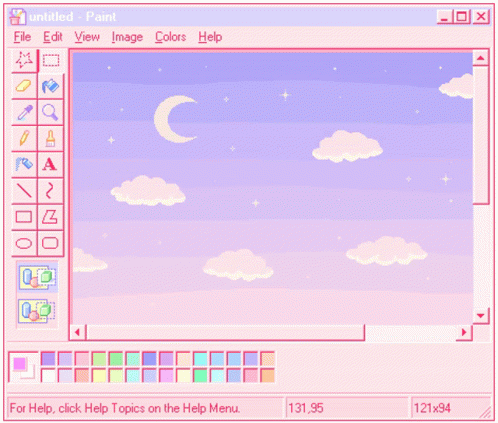 untitled - Paint
File Edit View Image Colors Help
A
For Help, click Help Topics on the Help Menu. 131,95 121x94